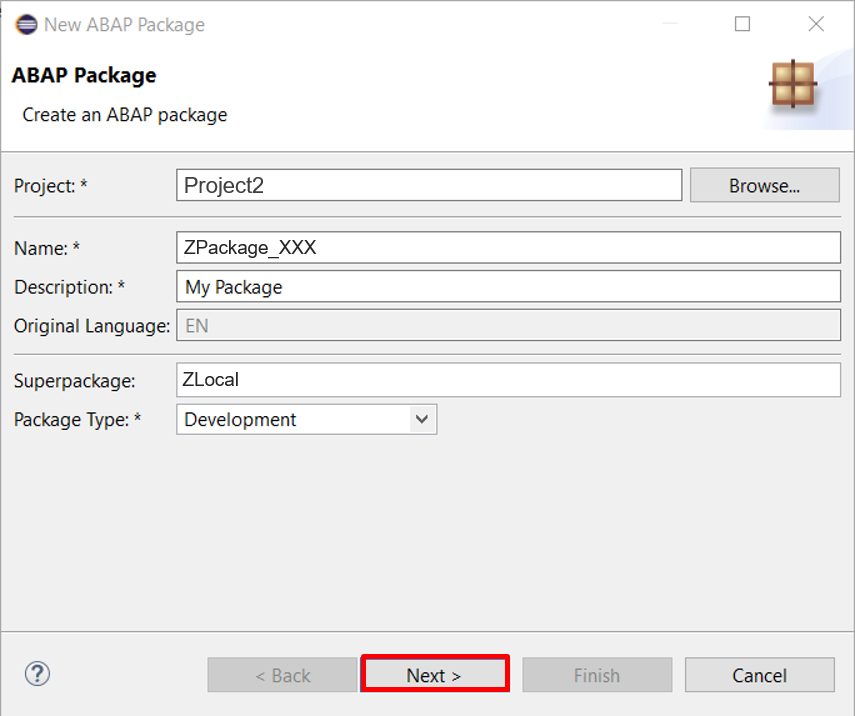 New ABAP Package
ABAP Package
Create an ABAP package
Project: * Project2 Browse...
Name: * ZPackage_XXX
Description: * My Package
Original Language: EN
Superpackage: ZLocal
Package Type: * Development
? < Back Next > Finish Cancel